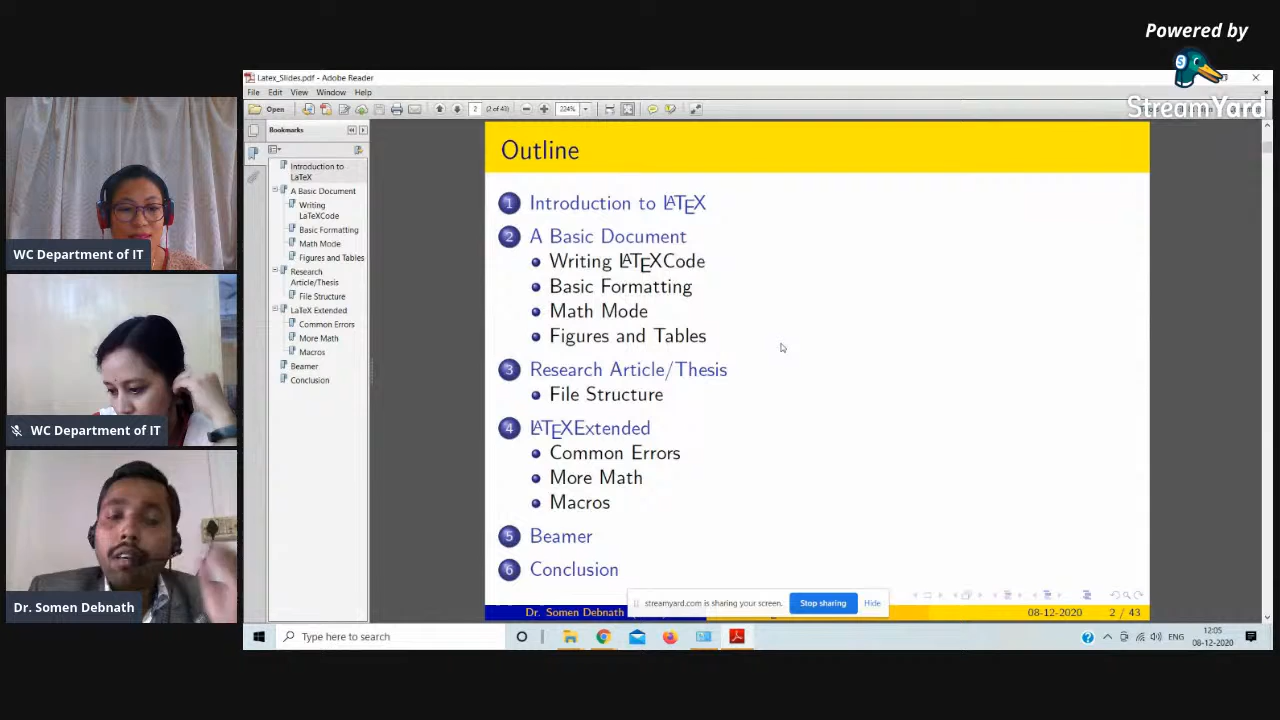 Powered by
StreamYard
Latex_Slides.pdf - Adobe Reader
File Edit View Window Help
Open
2
(2 of 43)
224%
Bookmarks
Introduction to
LaTeX
A Basic Document
Writing
LaTeXCode
Basic Formatting
Math Mode
Figures and Tables
Research
Article/Thesis
File Structure
LaTeX Extended
Common Errors
More Math
Macros
Beamer
Conclusion
Outline
1 Introduction to LATEX
2 A Basic Document
Writing LATEXCode
Basic Formatting
Math Mode
Figures and Tables
3 Research Article/Thesis
File Structure
4 LATEXExtended
Common Errors
More Math
Macros
5 Beamer
6 Conclusion
Dr. Somen Debnath
08-12-2020
2 / 43
streamyard.com is sharing your screen.
Stop sharing
Hide
WC Department of IT
WC Department of IT
Dr. Somen Debnath
Type here to search
ENG
12:05
08-12-2020